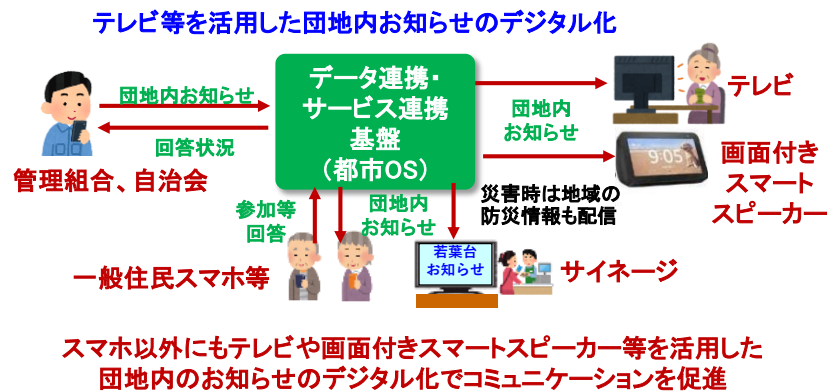 テレビ等を活用した団地内お知らせのデジタル化
団地内お知らせ
回答状況
管理組合、自治会
データ連携・
サービス連携
基盤
(都市OS)
団地内
お知らせ
テレビ
9:05
画面付き
スマート
スピーカー
災害時は地域の
防災情報も配信
参加等
回答
団地内
お知らせ
一般住民スマホ等
若葉台
お知らせ
サイネージ
スマホ以外にもテレビや画面付きスマートスピーカー等を活用した
団地内のお知らせのデジタル化でコミュニケーションを促進